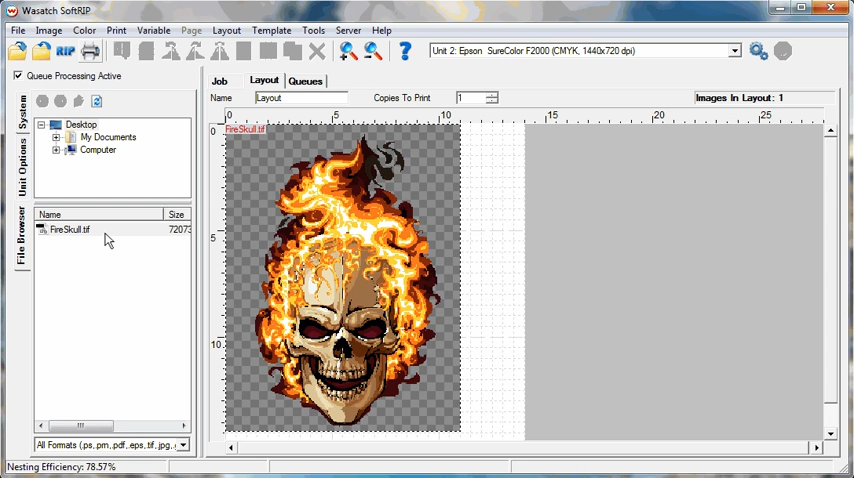 Wasatch SoftRIP
File Image Color Print Variable Page Layout Template Tools Server Help
RIP
Unit 2: Epson SureColor F2000 (CMYK, 1440x720 dpi)
Queue Processing Active
Job Layout Queues
Name Layout Copies To Print 1 Images In Layout: 1
System
Unit Options
File Browser
Desktop
My Documents
Computer
Name Size
FireSkull.tif 72073
All Formats (.ps,.prn,.pdf,.eps,.tif,.jpg,.
0 5 10 15 20 25
0
5
10
FireSkull.tif
Nesting Efficiency: 78.57%